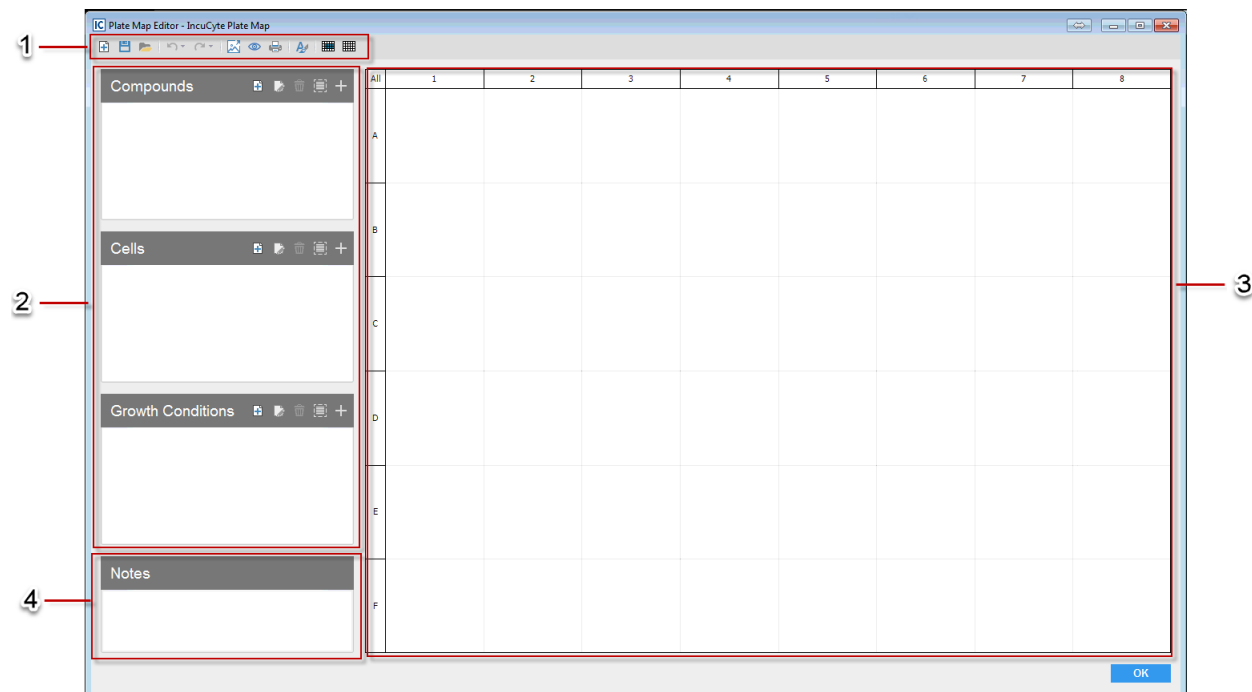 IC Plate Map Editor - IncuCyte Plate Map
1
Compounds
All 1 2 3 4 5 6 7 8
A
B
Cells
2
3
C
Growth Conditions
D
E
Notes
4
F
OK